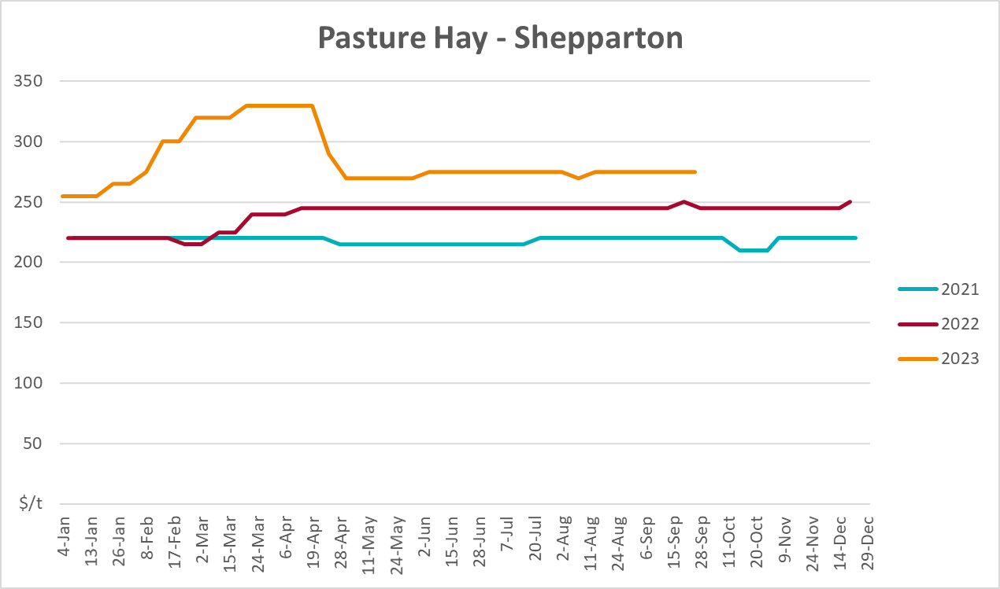 Pasture Hay - Shepparton
350
300
250
200
150
100
50
$/t
4-Jan
13-Jan
26-Jan
8-Feb
17-Feb
2-Mar
15-Mar
24-Mar
6-Apr
19-Apr
28-Apr
11-May
24-May
2-Jun
15-Jun
28-Jun
7-Jul
20-Jul
2-Aug
11-Aug
24-Aug
6-Sep
15-Sep
28-Sep
11-Oct
20-Oct
9-Nov
24-Nov
14-Dec
29-Dec
2021
2022
2023